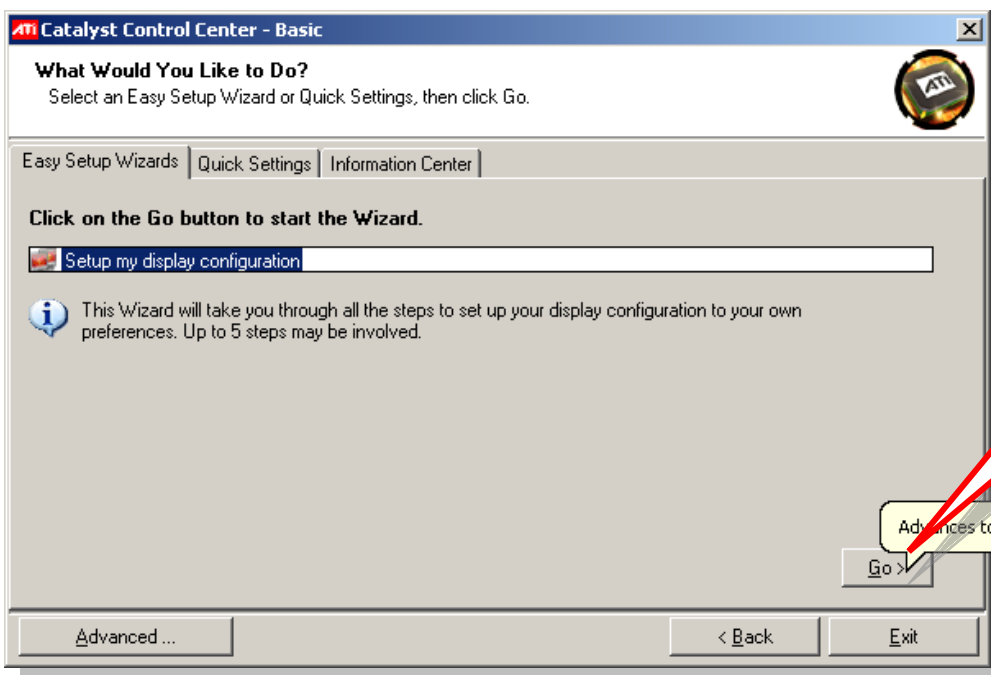 ATi Catalyst Control Center - Basic
What Would You Like to Do?
Select an Easy Setup Wizard or Quick Settings, then click Go.
ATi
Easy Setup Wizards Quick Settings Information Center
Click on the Go button to start the Wizard.
Setup my display configuration
This Wizard will take you through all the steps to set up your display configuration to your own
preferences. Up to 5 steps may be involved.
Advances to
Go >
Advanced ... < Back Exit